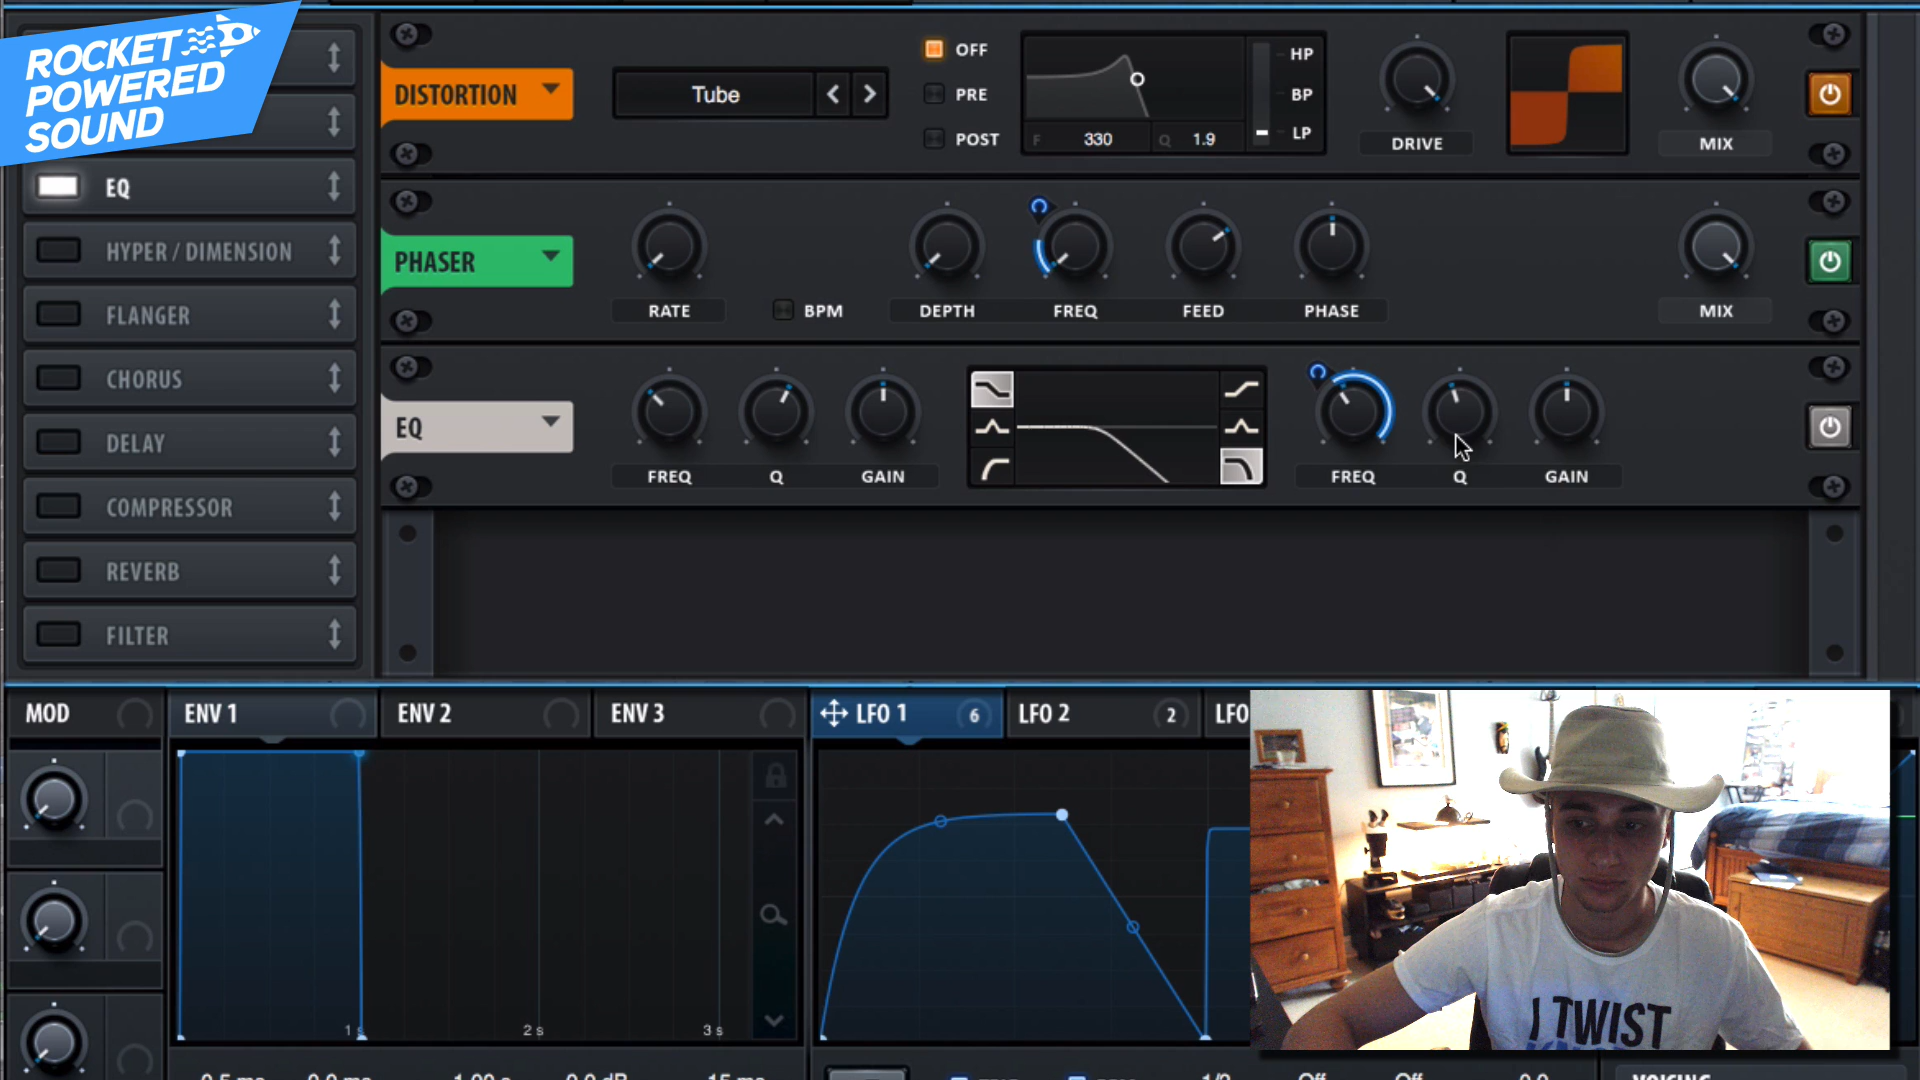 ROCKET
POWERED
SOUND
EQ
HYPER / DIMENSION
FLANGER
CHORUS
DELAY
COMPRESSOR
REVERB
FILTER
DISTORTION
Tube
OFF
PRE
POST
F 330 Q 1.9
HP
BP
LP
DRIVE
MIX
PHASER
RATE
BPM
DEPTH
FREQ
FEED
PHASE
MIX
EQ
FREQ
Q
GAIN
FREQ
Q
GAIN
MOD
ENV 1
ENV 2
ENV 3
LFO 1
6
LFO 2
2
LFO
1 s
2 s
3 s
I TWIST